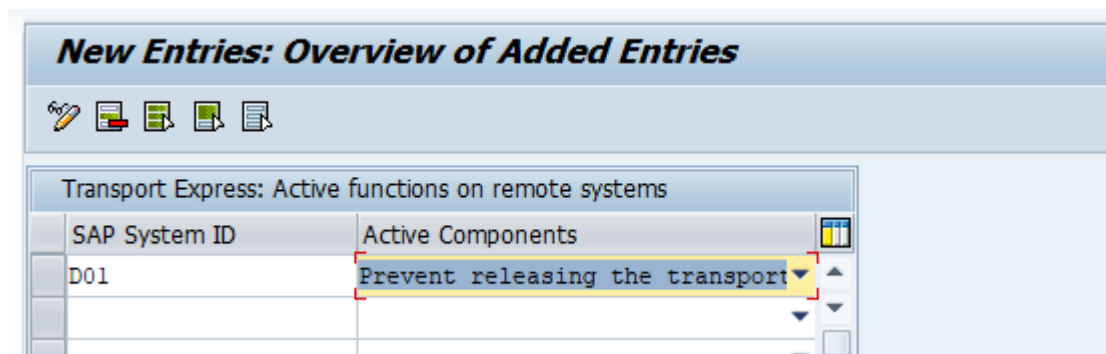 New Entries: Overview of Added Entries
Transport Express: Active functions on remote systems
SAP System ID Active Components
D01 Prevent releasing the transport